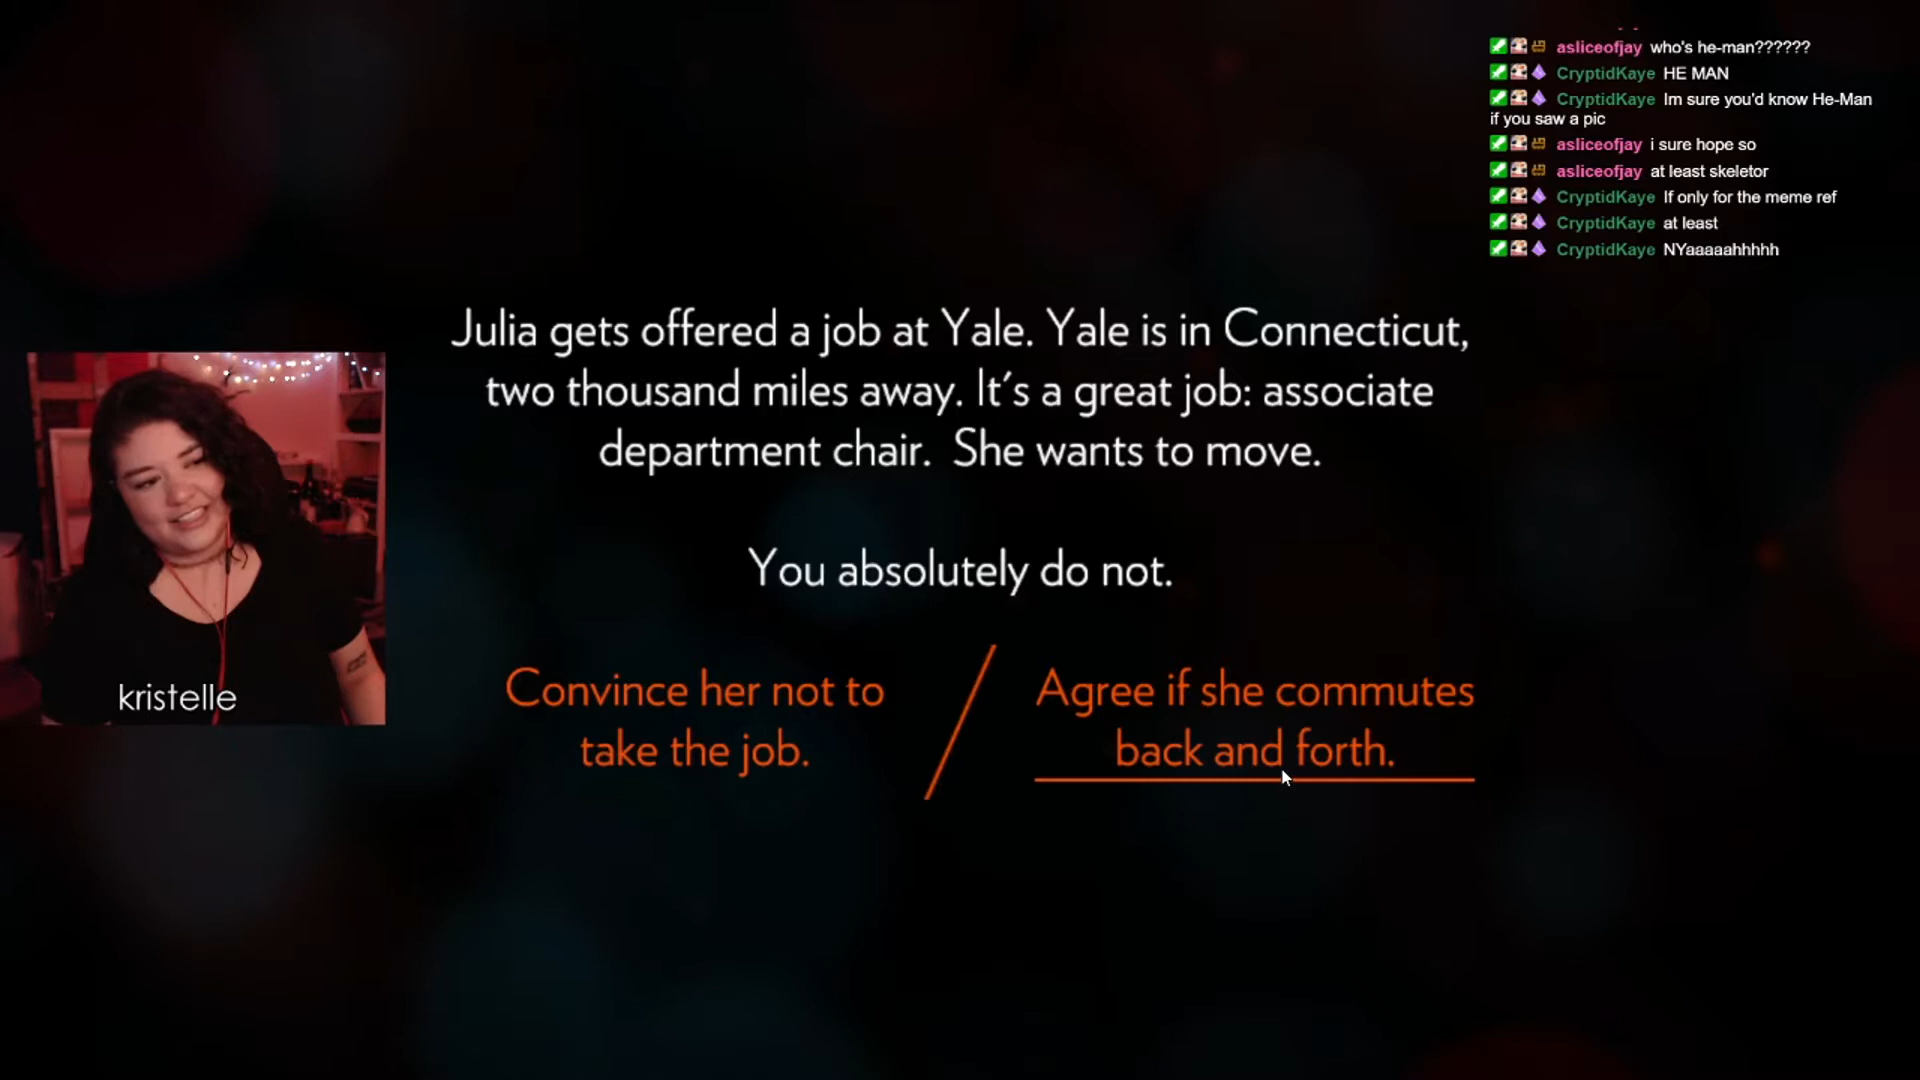 asliceofjay who's he-man??????
CryptidKaye HE MAN
CryptidKaye Im sure you'd know He-Man
if you saw a pic
asliceofjay i sure hope so
asliceofjay at least skeletor
CryptidKaye If only for the meme ref
CryptidKaye at least
CryptidKaye NYaaaaahhhhh
Julia gets offered a job at Yale. Yale is in Connecticut,
two thousand miles away. It's a great job: associate
department chair. She wants to move.
You absolutely do not.
Convince her not to
take the job.
Agree if she commutes
back and forth.
kristelle